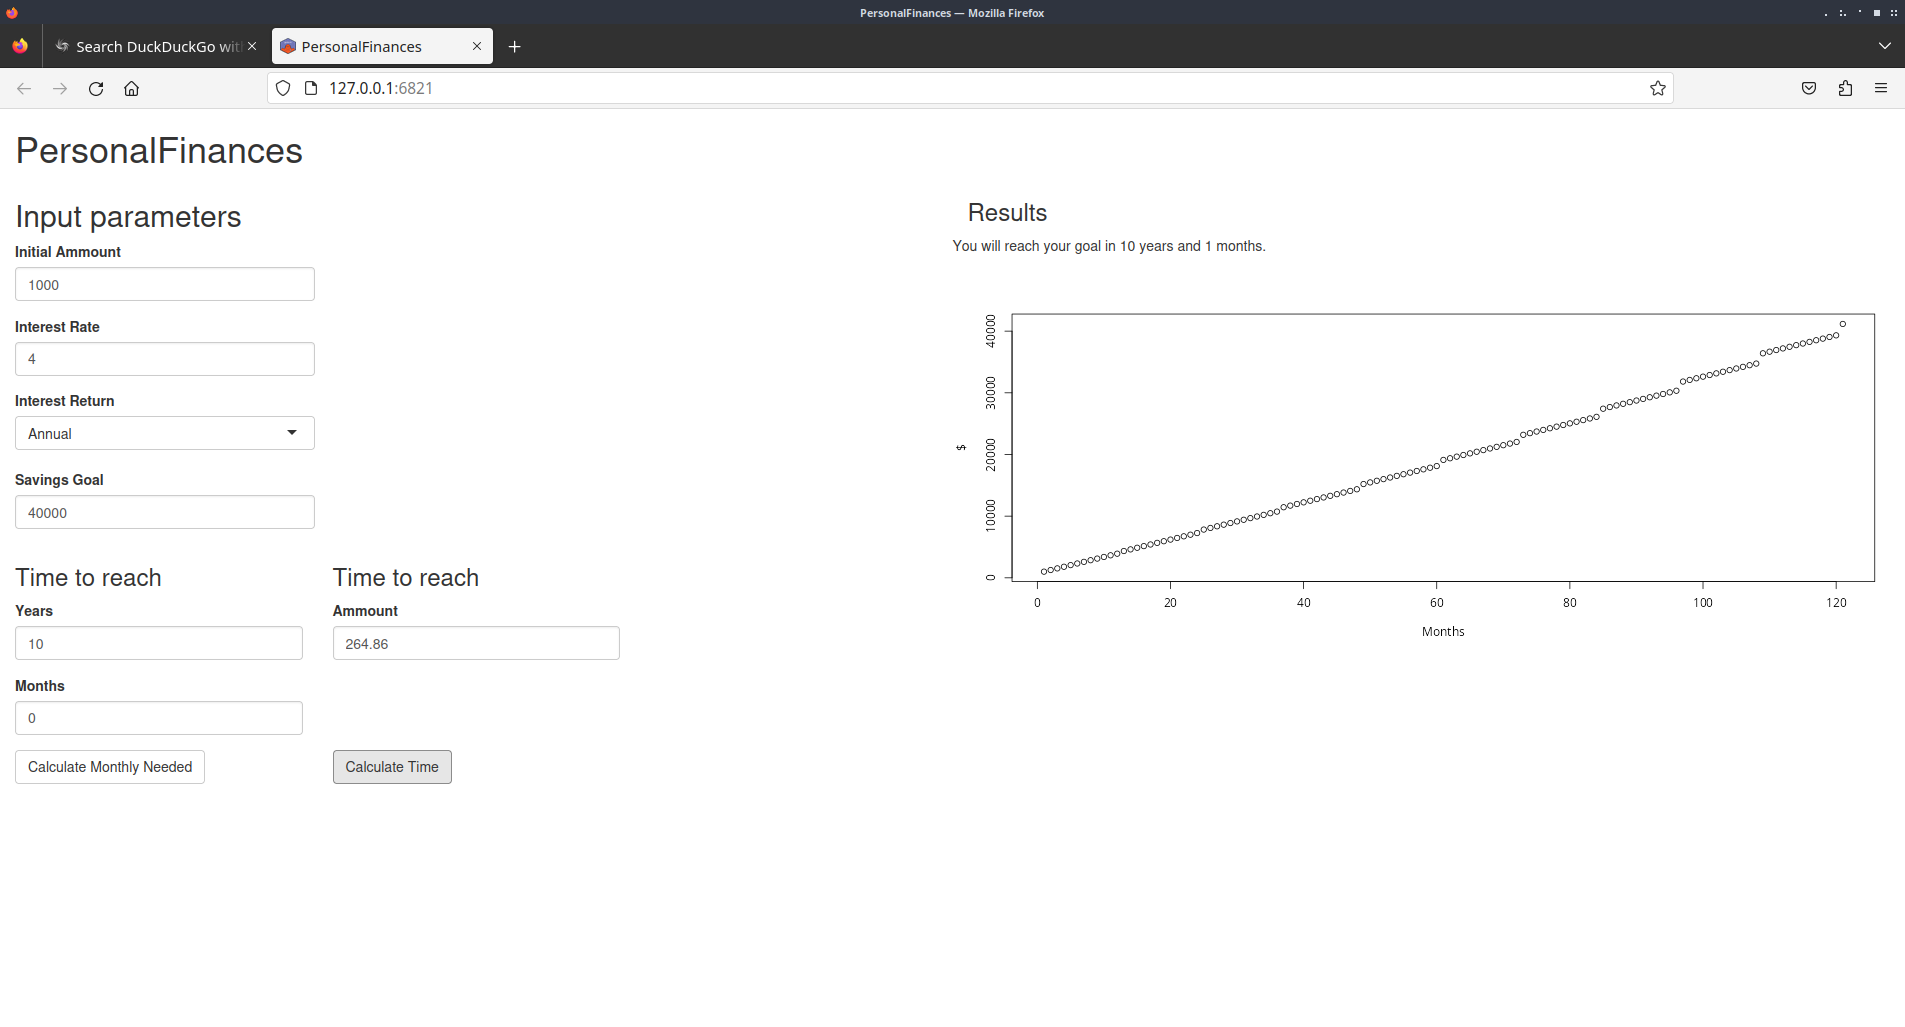 PersonalFinances — Mozilla Firefox
Search DuckDuckGo wit
PersonalFinances
127.0.0.1:6821
PersonalFinances
Input parameters
Initial Ammount
1000
Interest Rate
4
Interest Return
Annual
Savings Goal
40000
Time to reach
Years
10
Months
0
Calculate Monthly Needed
Time to reach
Ammount
264.86
Calculate Time
Results
You will reach your goal in 10 years and 1 months.
$
40000
30000
20000
10000
0
0 20 40 60 80 100 120
Months